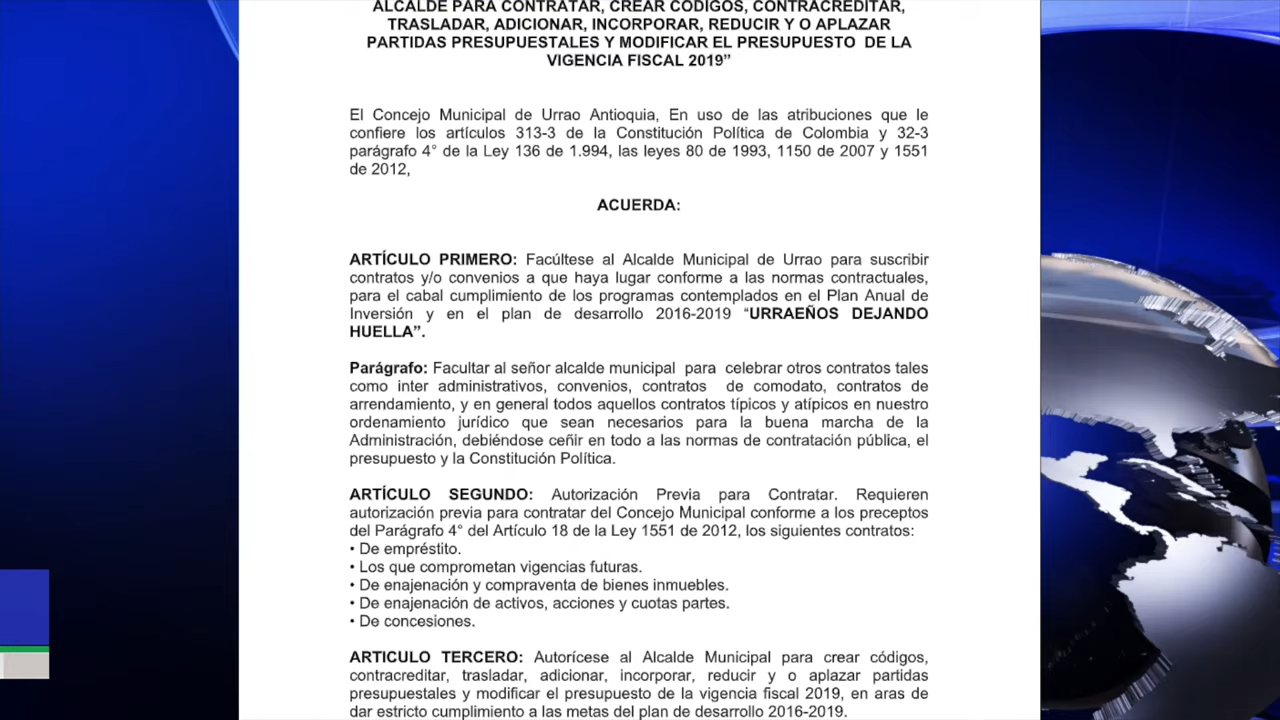 ALCALDE PARA CONTRATAR, CREAR CODIGOS, CONTRACREDITAR,
TRASLADAR, ADICIONAR, INCORPORAR, REDUCIR Y O APLAZAR
PARTIDAS PRESUPUESTALES Y MODIFICAR EL PRESUPUESTO DE LA
VIGENCIA FISCAL 2019”
El Concejo Municipal de Urrao Antioquia, En uso de las atribuciones que le
confiere los artículos 313-3 de la Constitución Política de Colombia y 32-3
parágrafo 4° de la Ley 136 de 1.994, las leyes 80 de 1993, 1150 de 2007 y 1551
de 2012,
ACUERDA:
ARTÍCULO PRIMERO: Facúltese al Alcalde Municipal de Urrao para suscribir
contratos y/o convenios a que haya lugar conforme a las normas contractuales,
para el cabal cumplimiento de los programas contemplados en el Plan Anual de
Inversión y en el plan de desarrollo 2016-2019 “URRAEÑOS DEJANDO
HUELLA”.
Parágrafo: Facultar al señor alcalde municipal para celebrar otros contratos tales
como inter administrativos, convenios, contratos de comodato, contratos de
arrendamiento, y en general todos aquellos contratos típicos y atípicos en nuestro
ordenamiento jurídico que sean necesarios para la buena marcha de la
Administración, debiéndose ceñir en todo a las normas de contratación pública, el
presupuesto y la Constitución Política.
ARTÍCULO SEGUNDO: Autorización Previa para Contratar. Requieren
autorización previa para contratar del Concejo Municipal conforme a los preceptos
del Parágrafo 4° del Artículo 18 de la Ley 1551 de 2012, los siguientes contratos:
• De empréstito.
• Los que comprometan vigencias futuras.
• De enajenación y compraventa de bienes inmuebles.
• De enajenación de activos, acciones y cuotas partes.
• De concesiones.
ARTICULO TERCERO: Autorícese al Alcalde Municipal para crear códigos,
contracreditar, trasladar, adicionar, incorporar, reducir y o aplazar partidas
presupuestales y modificar el presupuesto de la vigencia fiscal 2019, en aras de
dar estricto cumplimiento a las metas del plan de desarrollo 2016-2019.